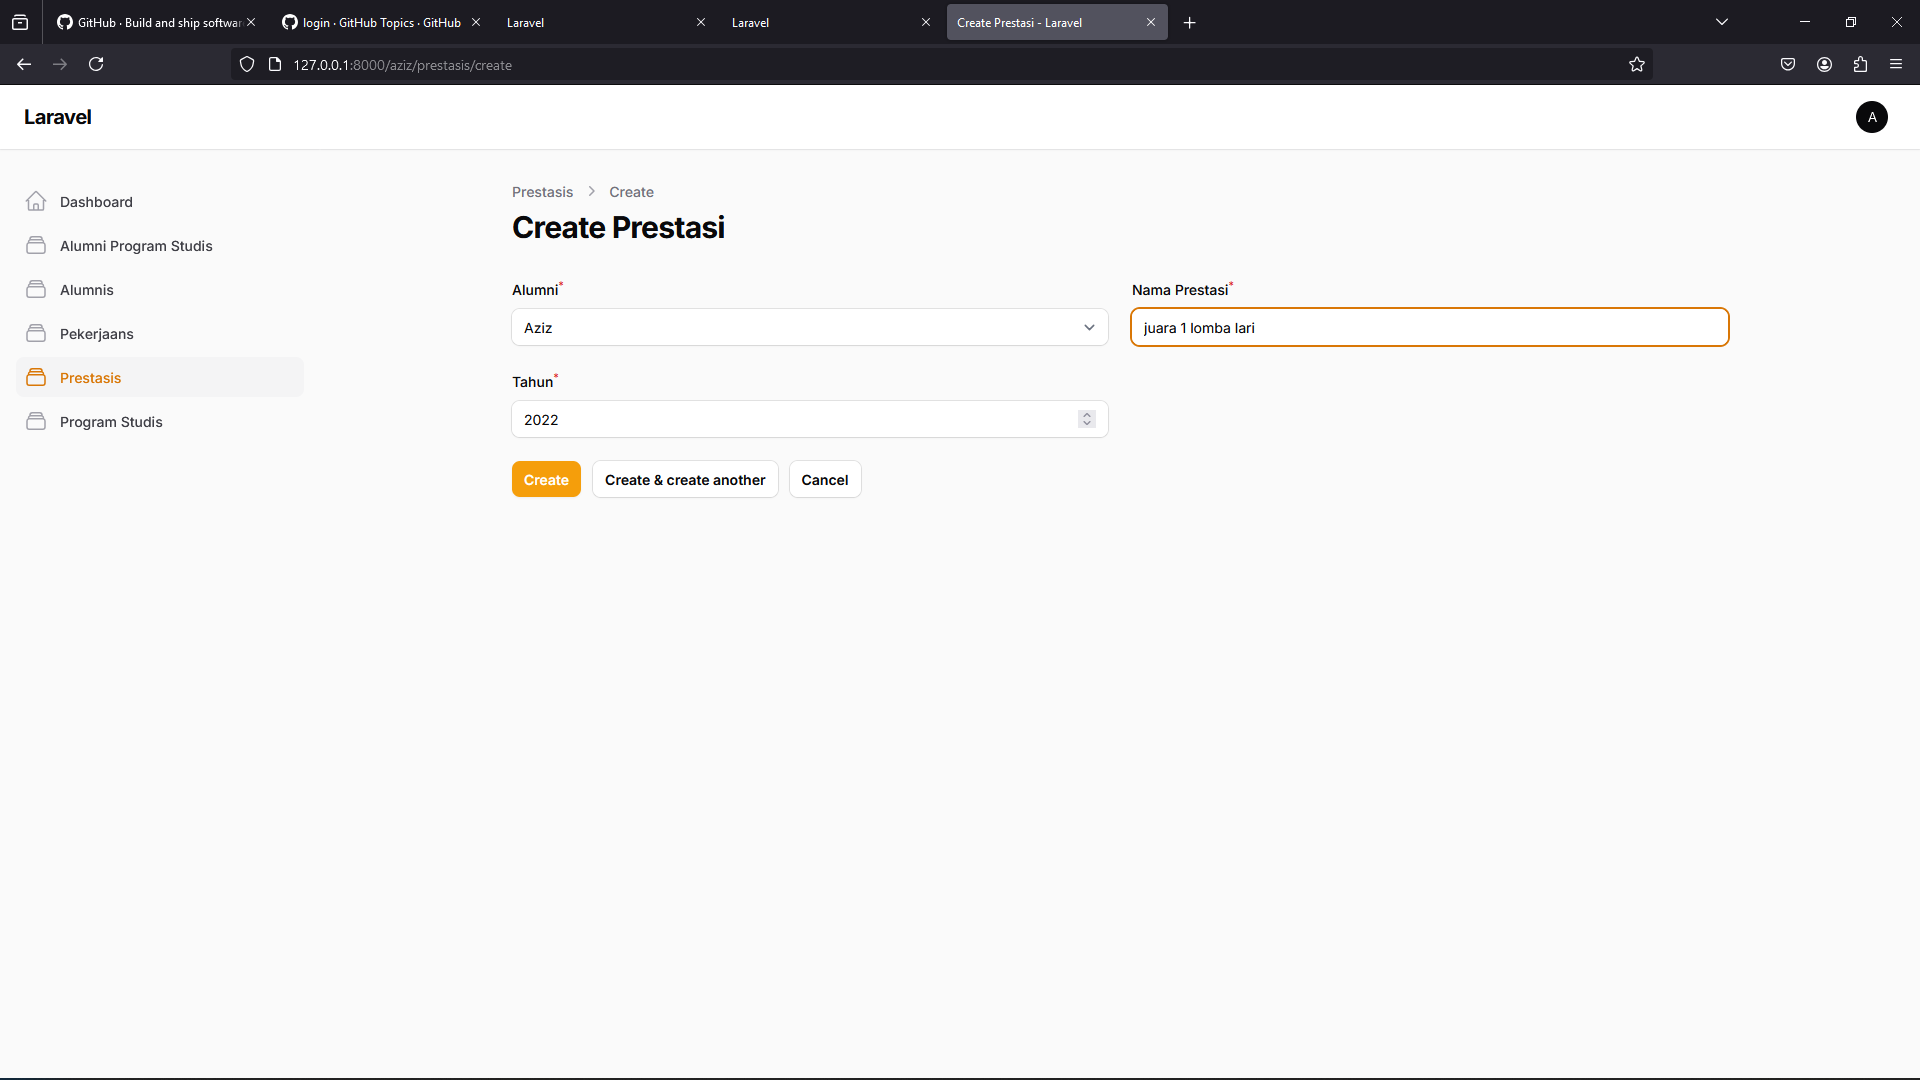 GitHub · Build and ship softwar
login · GitHub Topics · GitHub
Laravel
Laravel
Create Prestasi - Laravel
127.0.0.1:8000/aziz/prestasis/create
Laravel
A
Dashboard
Alumni Program Studis
Alumnis
Pekerjaans
Prestasis
Program Studis
Prestasis > Create
Create Prestasi
Alumni*
Aziz
Nama Prestasi*
juara 1 lomba lari
Tahun*
2022
Create
Create & create another
Cancel